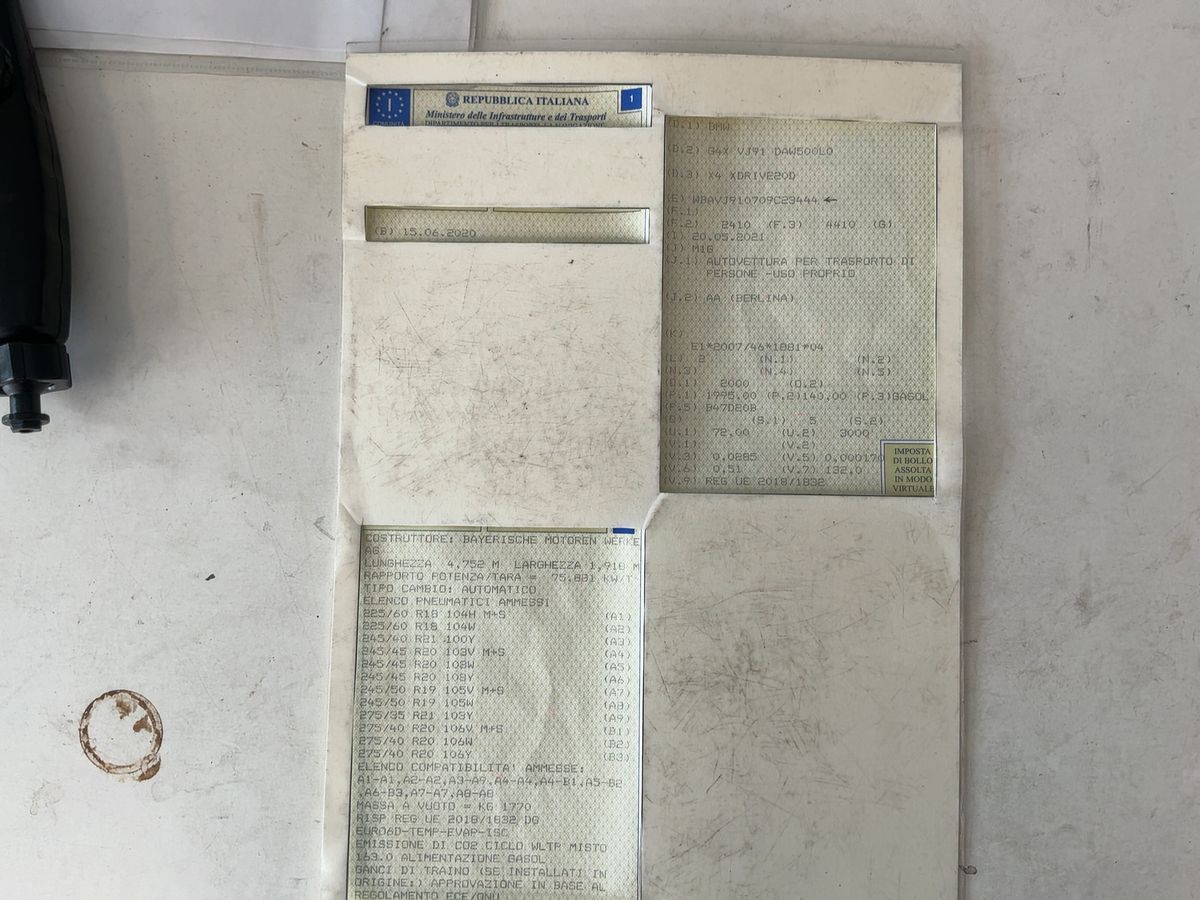 I
COMUNITÀ
REPUBBLICA ITALIANA
1
Ministero delle Infrastrutture e dei Trasporti
DIPARTIMENTO PER I TRASPORTI, LA NAVIGAZIONE
(B) 15.06.2020
(D.1) BMW
(D.2) G4X VJ91 DAW500L0
(D.3) X4 XDRIVE20D
(E) WBAVJ910709C23444
(F.1)
(F.2) 2410 (F.3) 4410 (G)
(I) 20.05.2021
(J) M1G
(J.1) AUTOVETTURA PER TRASPORTO DI
PERSONE -USO PROPRIO
(J.2) AA (BERLINA)
(K)
E1*2007/46*1881*04
(L) 2 (N.1) (N.2)
(N.3) (N.4) (N.5)
(O.1) 2000 (O.2)
(P.1) 1995.00 (P.2)140.00 (P.3)GASOL
(P.5) B47D20B
(Q) (S.1) 5 (S.2)
(U.1) 72.00 (U.2) 3000
(V.1) (V.2)
(V.3) 0.0285 (V.5) 0.000170
(V.6) 0.51 (V.7) 132.0
(V.9) REG UE 2018/1832
IMPOSTA
DI BOLLO
ASSOLTA
IN MODO
VIRTUALE
COSTRUTTORE: BAYERISCHE MOTOREN WERKE
AG
LUNGHEZZA 4,752 M LARGHEZZA 1,918 M
RAPPORTO POTENZA/TARA = 75,881 KW/T
TIPO CAMBIO: AUTOMATICO
ELENCO PNEUMATICI AMMESSI
225/60 R18 104H M+S (A1)
225/60 R18 104W (A2)
245/40 R21 100Y (A3)
245/45 R20 103V M+S (A4)
245/45 R20 103W (A5)
245/45 R20 103Y (A6)
245/50 R19 105V M+S (A7)
245/50 R19 105W (A8)
275/35 R21 103Y (A9)
275/40 R20 106V M+S (B1)
275/40 R20 106W (B2)
275/40 R20 106Y (B3)
ELENCO COMPATIBILITA' AMMESSE:
A1-A1,A2-A2,A3-A9,A4-A4,A4-B1,A5-B2
,A6-B3,A7-A7,A8-A8
MASSA A VUOTO = KG 1770
RISP REG UE 2018/1832 DG
EURO6D-TEMP-EVAP-ISC
EMISSIONE DI CO2 CICLO WLTP MISTO
163.0 ALIMENTAZIONE GASOL
GANCI DI TRAINO (SE INSTALLATI IN
ORIGINE:) APPROVAZIONE IN BASE AL
REGOLAMENTO ECE/ONU